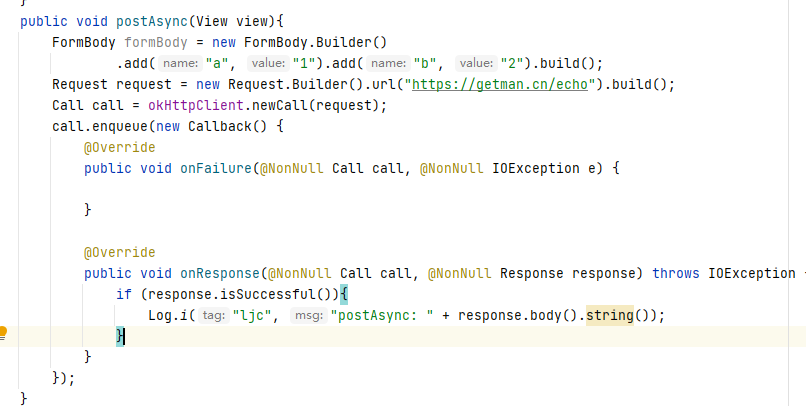 }
public void postAsync(View view){
FormBody formBody = new FormBody.Builder()
.add( name: "a", value: "1").add( name: "b", value: "2").build();
Request request = new Request.Builder().url("https://getman.cn/echo").build();
Call call = okHttpClient.newCall(request);
call.enqueue(new Callback() {
@Override
public void onFailure(@NonNull Call call, @NonNull IOException e) {
}
@Override
public void onResponse(@NonNull Call call, @NonNull Response response) throws IOException {
if (response.isSuccessful()){
Log.i( tag: "ljc", msg: "postAsync: " + response.body().string());
}
}
});
}